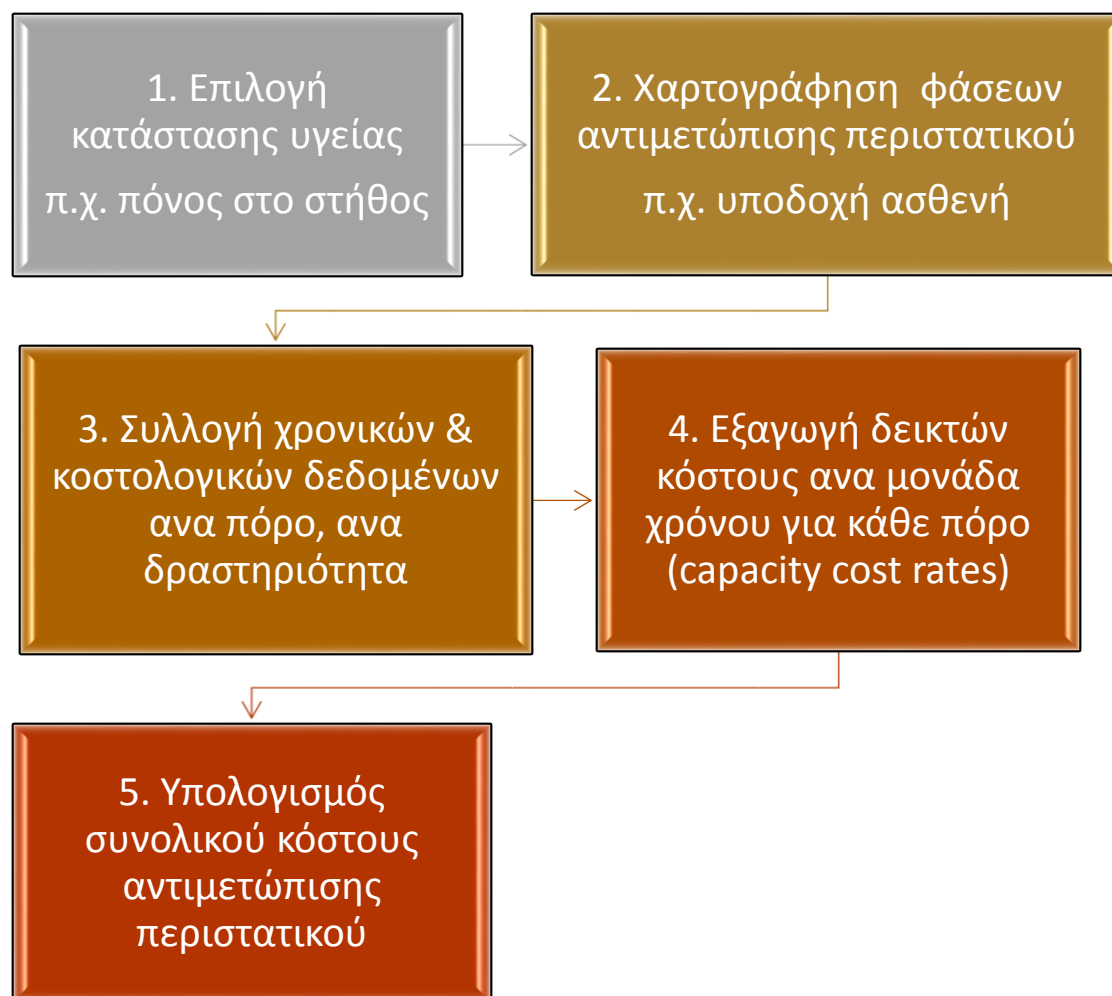 1. Επιλογή
κατάστασης υγείας
π.χ. πόνος στο στήθος
2. Χαρτογράφηση  φάσεων
αντιμετώπισης περιστατικού
π.χ. υποδοχή ασθενή
3. Συλλογή χρονικών &
κοστολογικών δεδομένων
ανα πόρο, ανα
δραστηριότητα
4. Εξαγωγή δεικτών
κόστους ανα μονάδα
χρόνου για κάθε πόρο
(capacity cost rates)
5. Υπολογισμός
συνολικού κόστους
αντιμετώπισης
περιστατικού